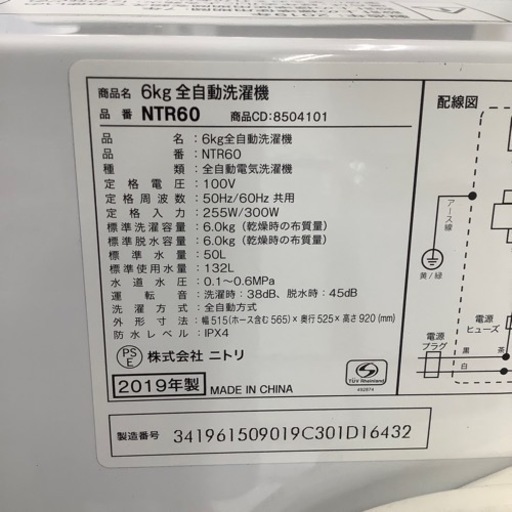 商品名 6kg 全自動洗濯機
品番 NTR60 商品CD:8504101
品名:6kg全自動洗濯機
品番:NTR60
種類:全自動電気洗濯機
定格電圧:100V
定格周波数:50Hz/60Hz 共用
定格入力:255W/300W
標準洗濯容量:6.0kg (乾燥時の布質量)
標準脱水容量:6.0kg (乾燥時の布質量)
標準水量:50L
標準使用水量:132L
水道水圧:0.1〜0.6MPa
運転音:洗濯時:38dB、脱水時:45dB
洗濯方式:全自動方式
外形寸法:幅515(ホース含む565)×奥行525×高さ920(mm)
防水レベル:IPX4
PSE 株式会社 ニトリ
2019年製 MADE IN CHINA
S
TÜV Rheinland
製造番号 341961509019C301D16432
配線図
アース線
黄/緑
電源プラグ
電源
ヒューズ
黒
茶
白